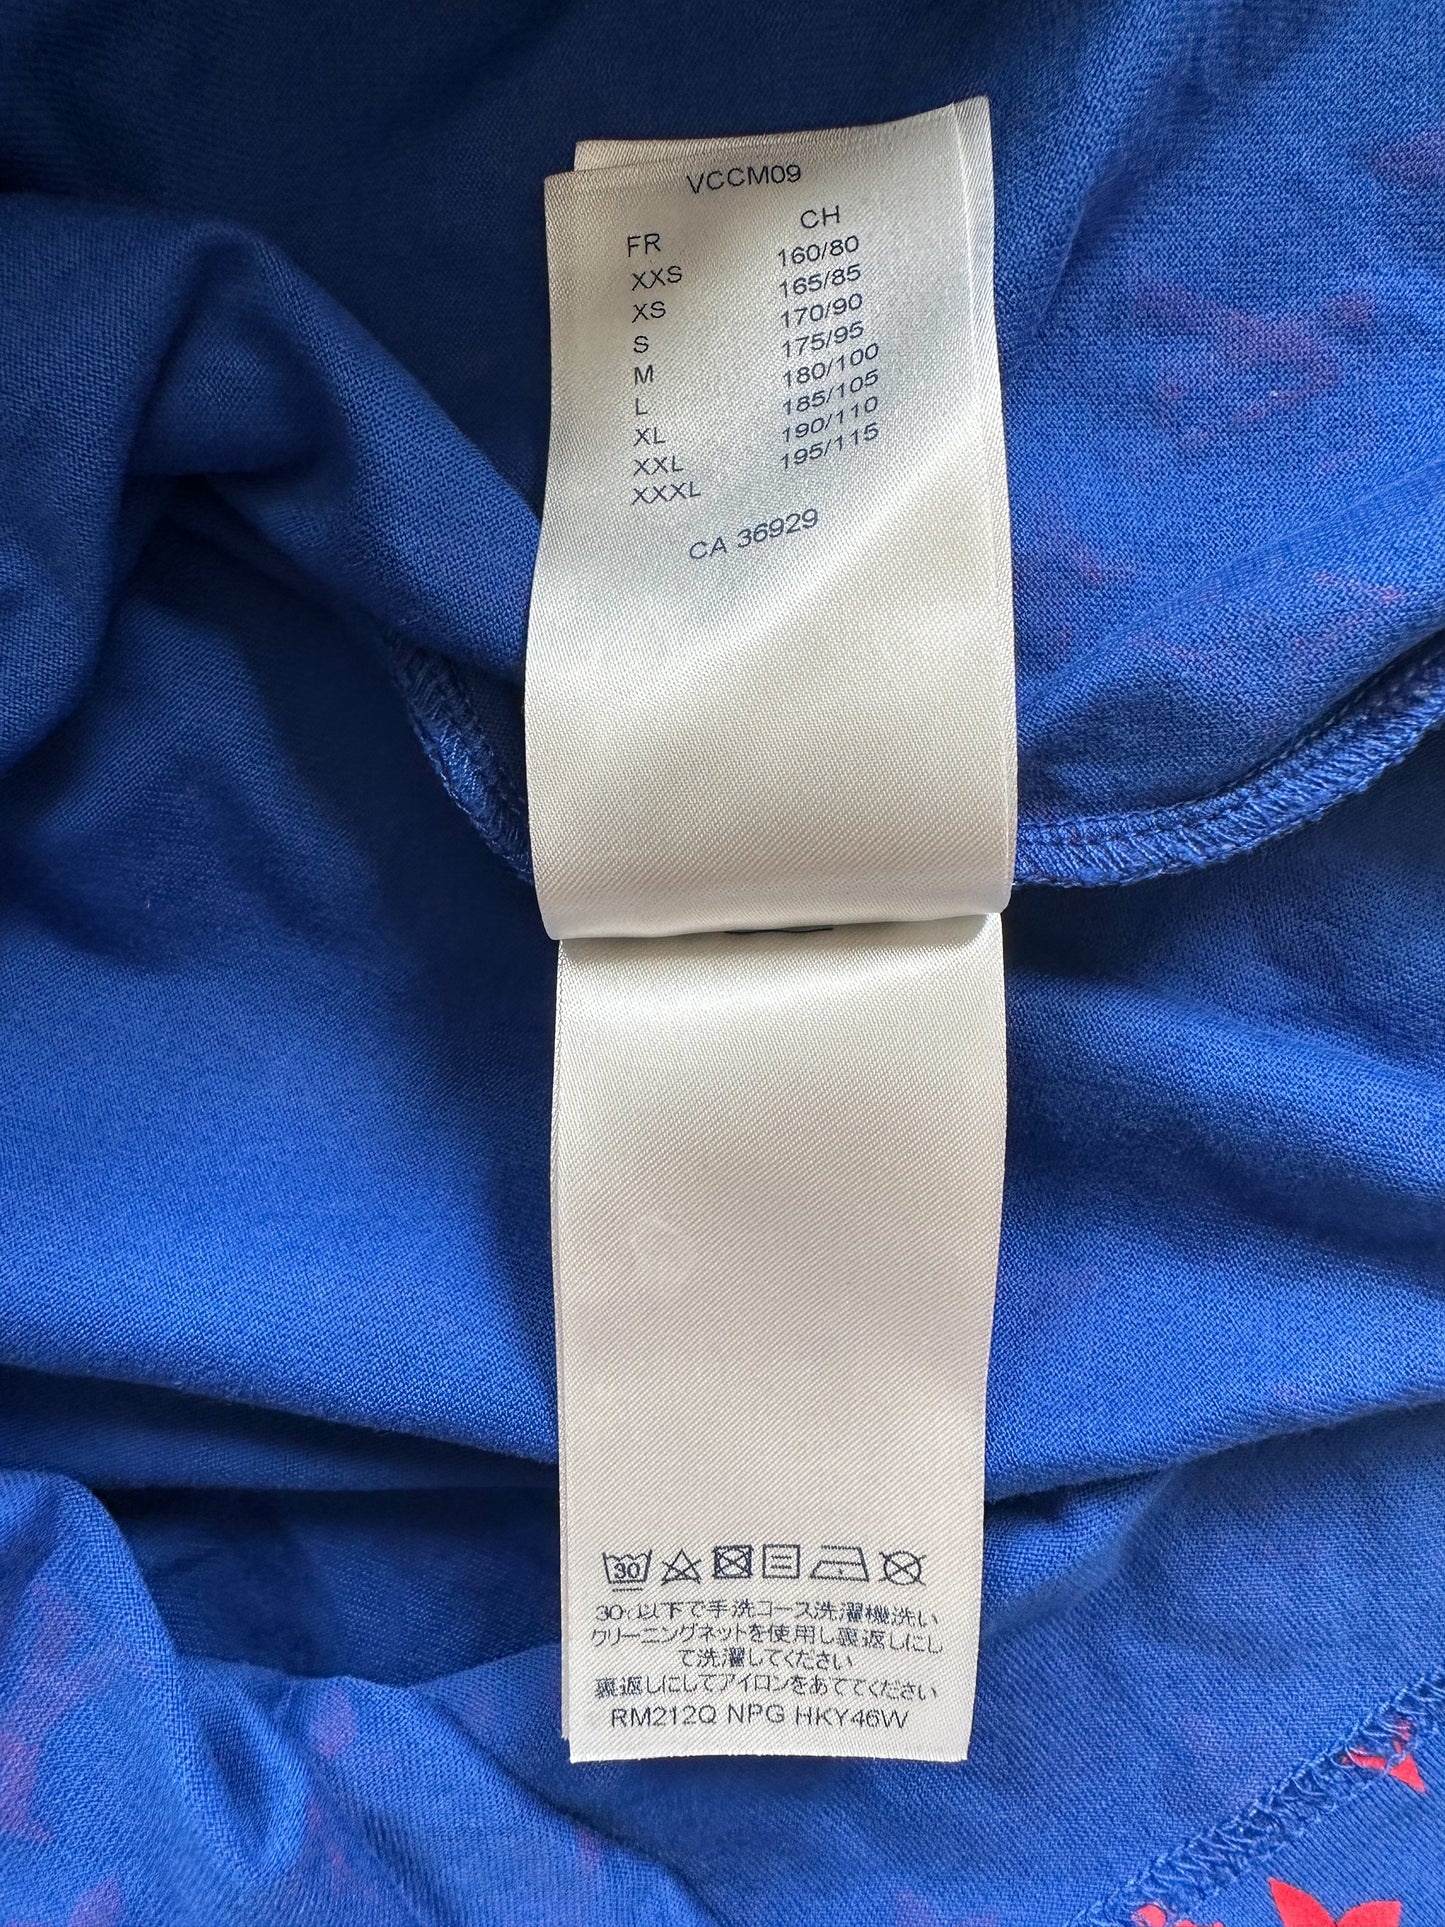 VCCM09
FR CH
XXS 160/80
XS 165/85
S 170/90
M 175/95
L 180/100
XL 185/105
XXL 190/110
XXXL 195/115
CA 36929
30
30℃以下で手洗コース洗濯機洗い
クリーニングネットを使用し裏返しにし
て洗濯してください
裏返しにしてアイロンをあててください
RM212Q NPG HKY46W